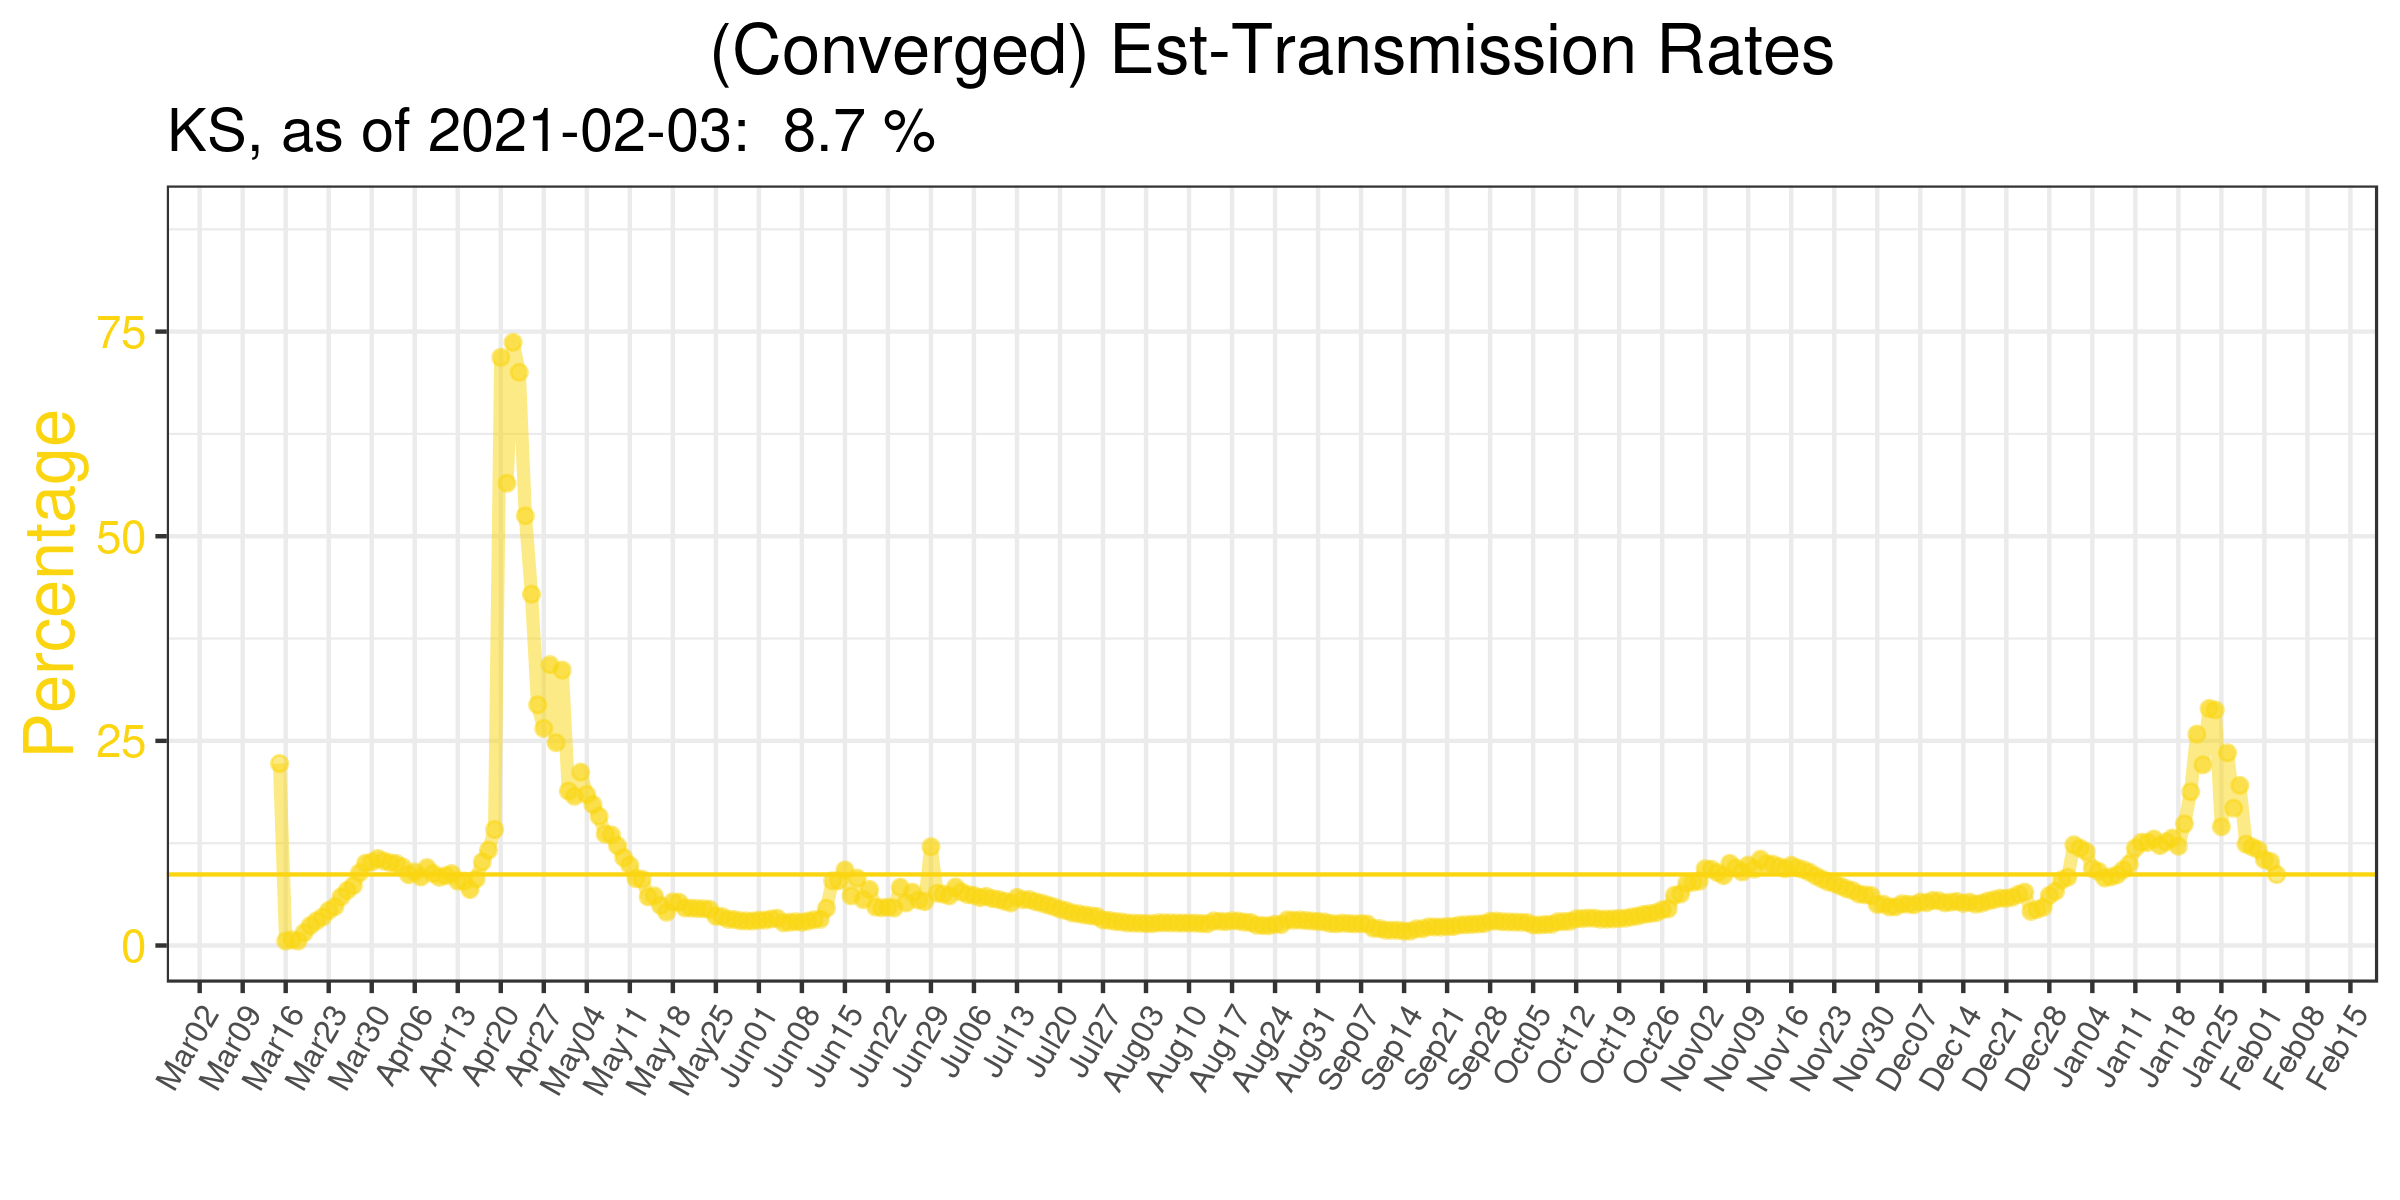 (Converged) Est-Transmission Rates
KS, as of 2021-02-03:  8.7 %
Percentage
75
50
25
0
Mar02
Mar09
Mar16
Mar23
Mar30
Apr06
Apr13
Apr20
Apr27
May04
May11
May18
May25
Jun01
Jun08
Jun15
Jun22
Jun29
Jul06
Jul13
Jul20
Jul27
Aug03
Aug10
Aug17
Aug24
Aug31
Sep07
Sep14
Sep21
Sep28
Oct05
Oct12
Oct19
Oct26
Nov02
Nov09
Nov16
Nov23
Nov30
Dec07
Dec14
Dec21
Dec28
Jan04
Jan11
Jan18
Jan25
Feb01
Feb08
Feb15